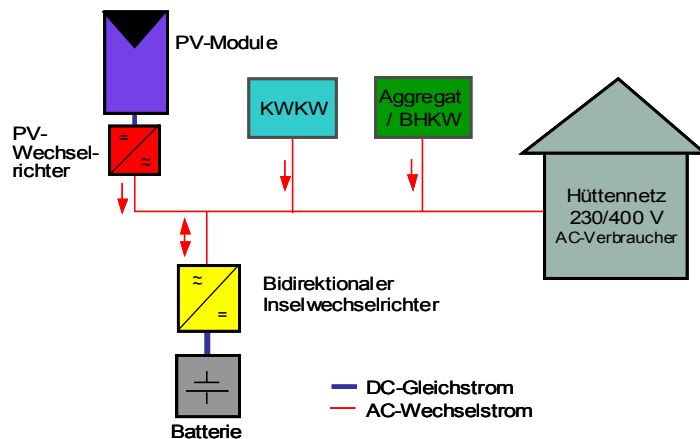 PV-Module
KWKW
Aggregat
/ BHKW
PV-
Wechsel-
richter
=
≈
Hüttennetz
230/400 V
AC-Verbraucher
≈
=
Bidirektionaler
Inselwechselrichter
DC-Gleichstrom
AC-Wechselstrom
Batterie